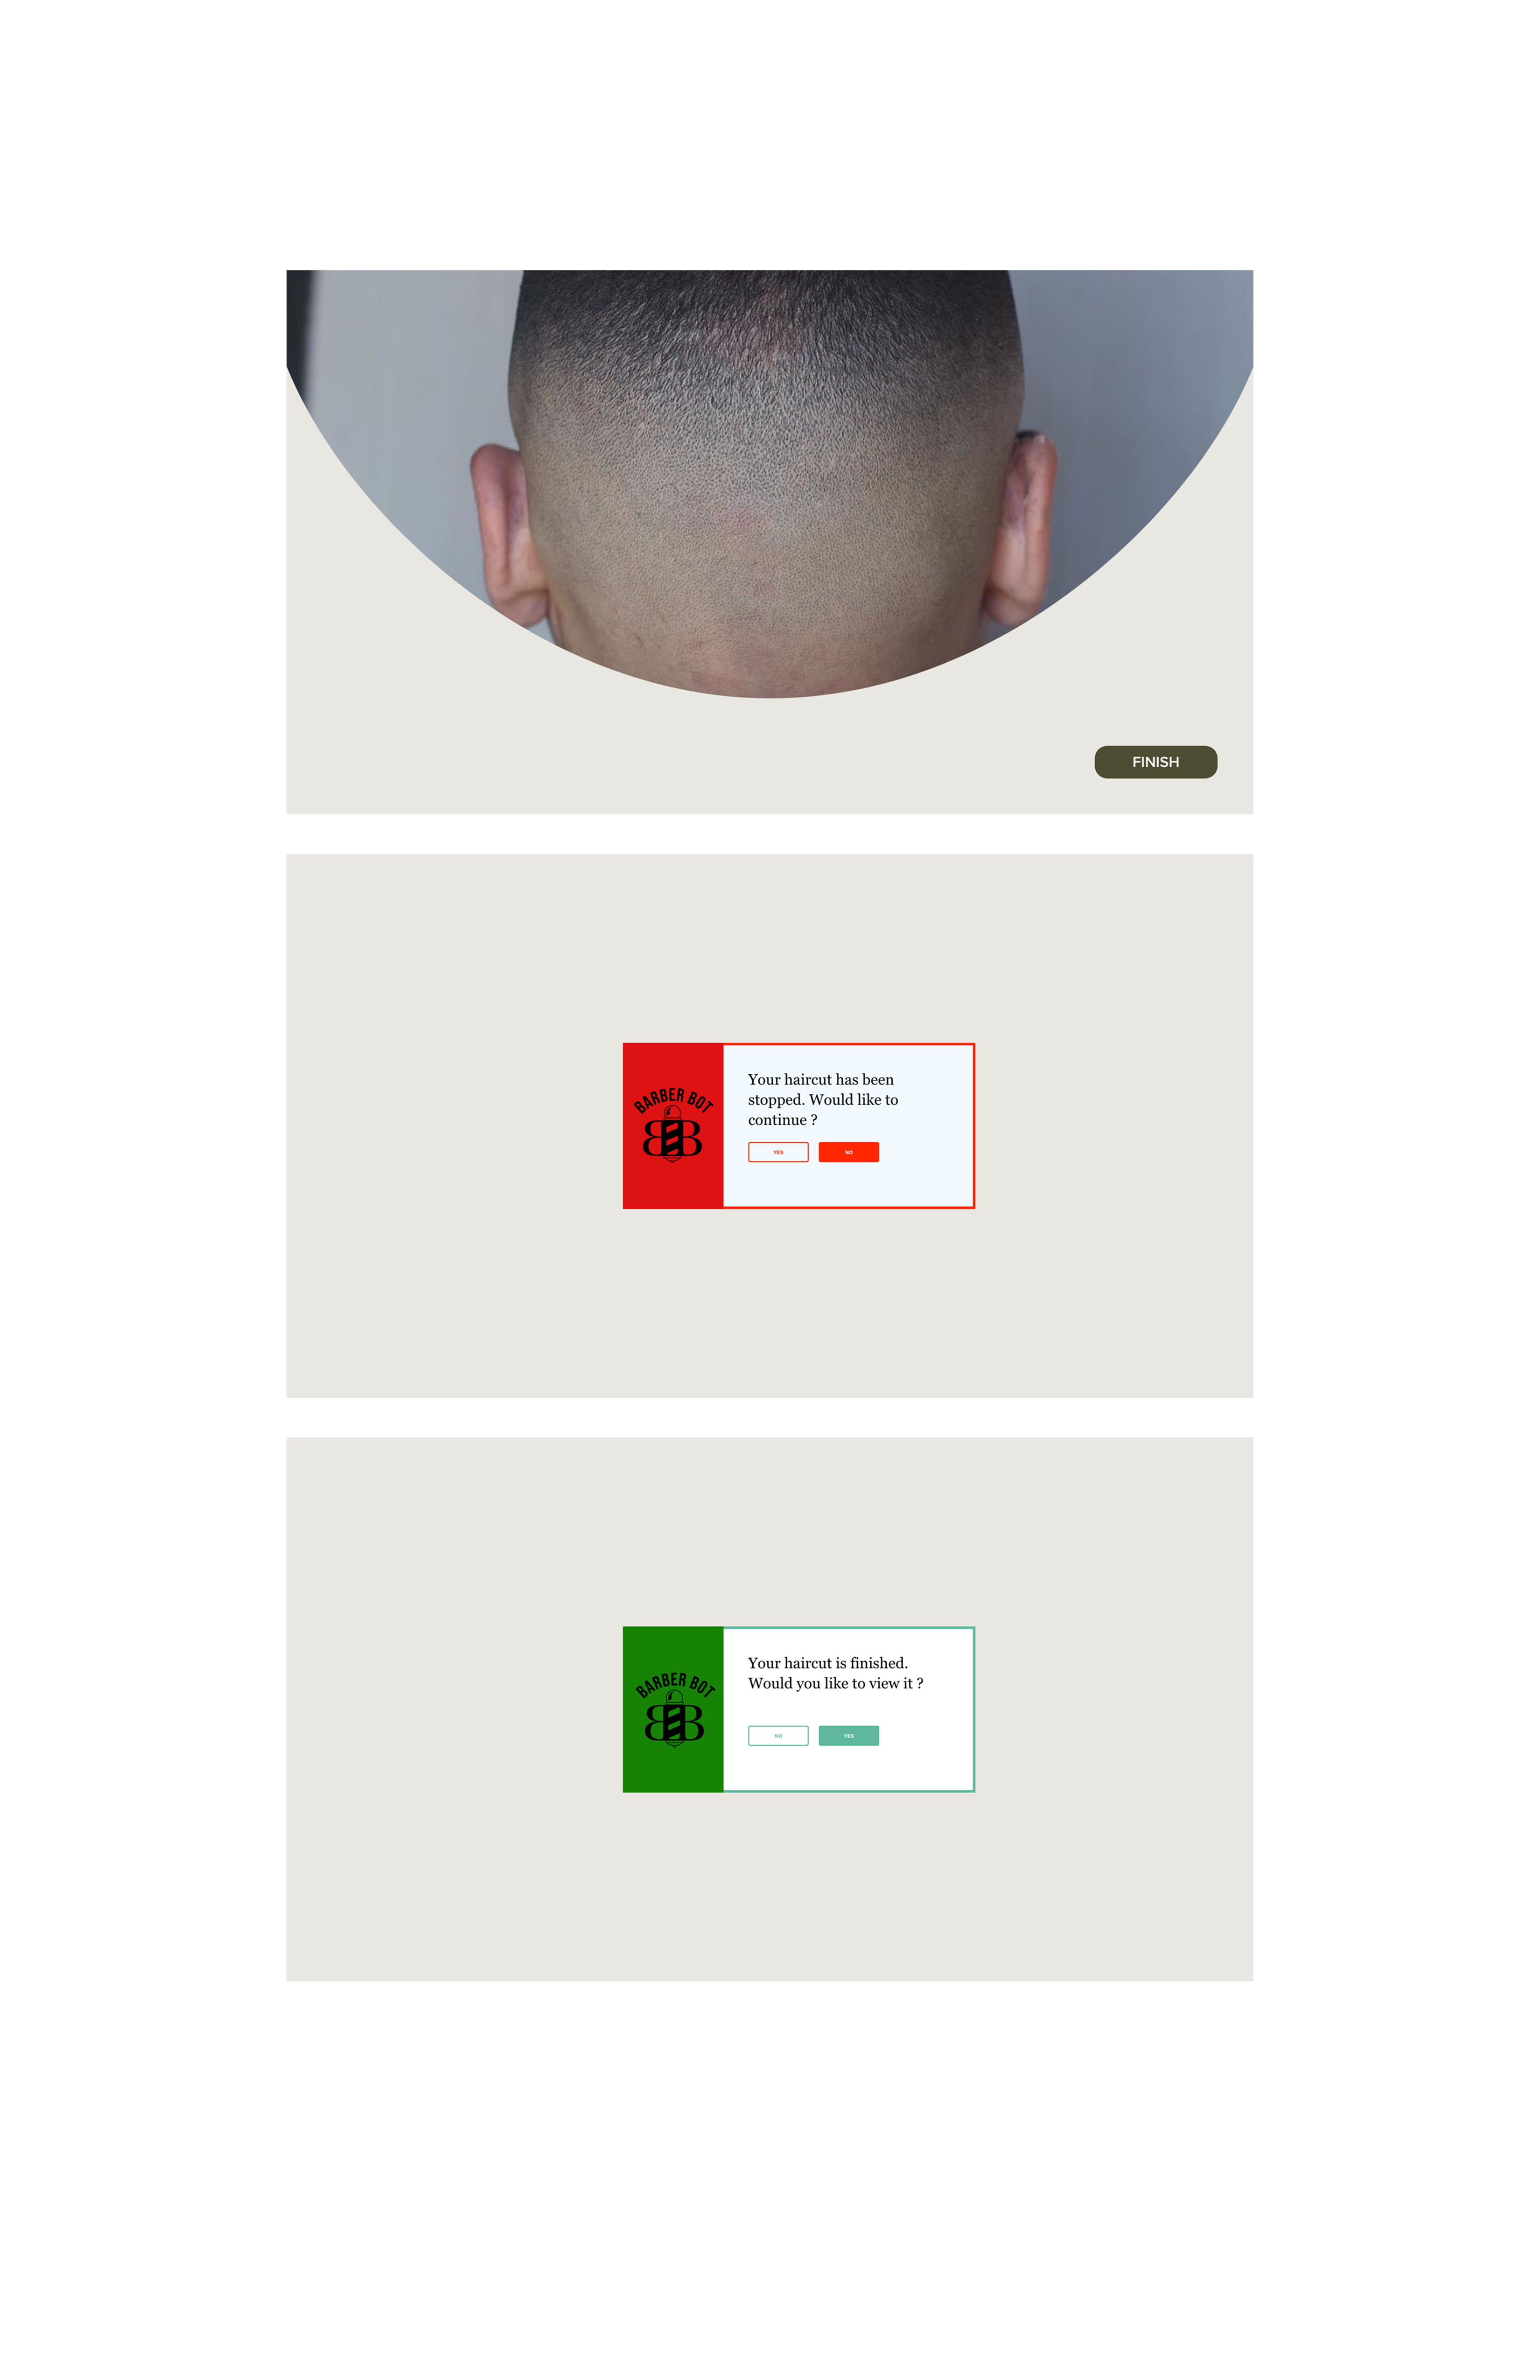 FINISH
BARBER BOT
BB
Your haircut has been
stopped. Would like to
continue ?
YES
NO
BARBER BOT
BB
Your haircut is finished.
Would you like to view it ?
NO
YES